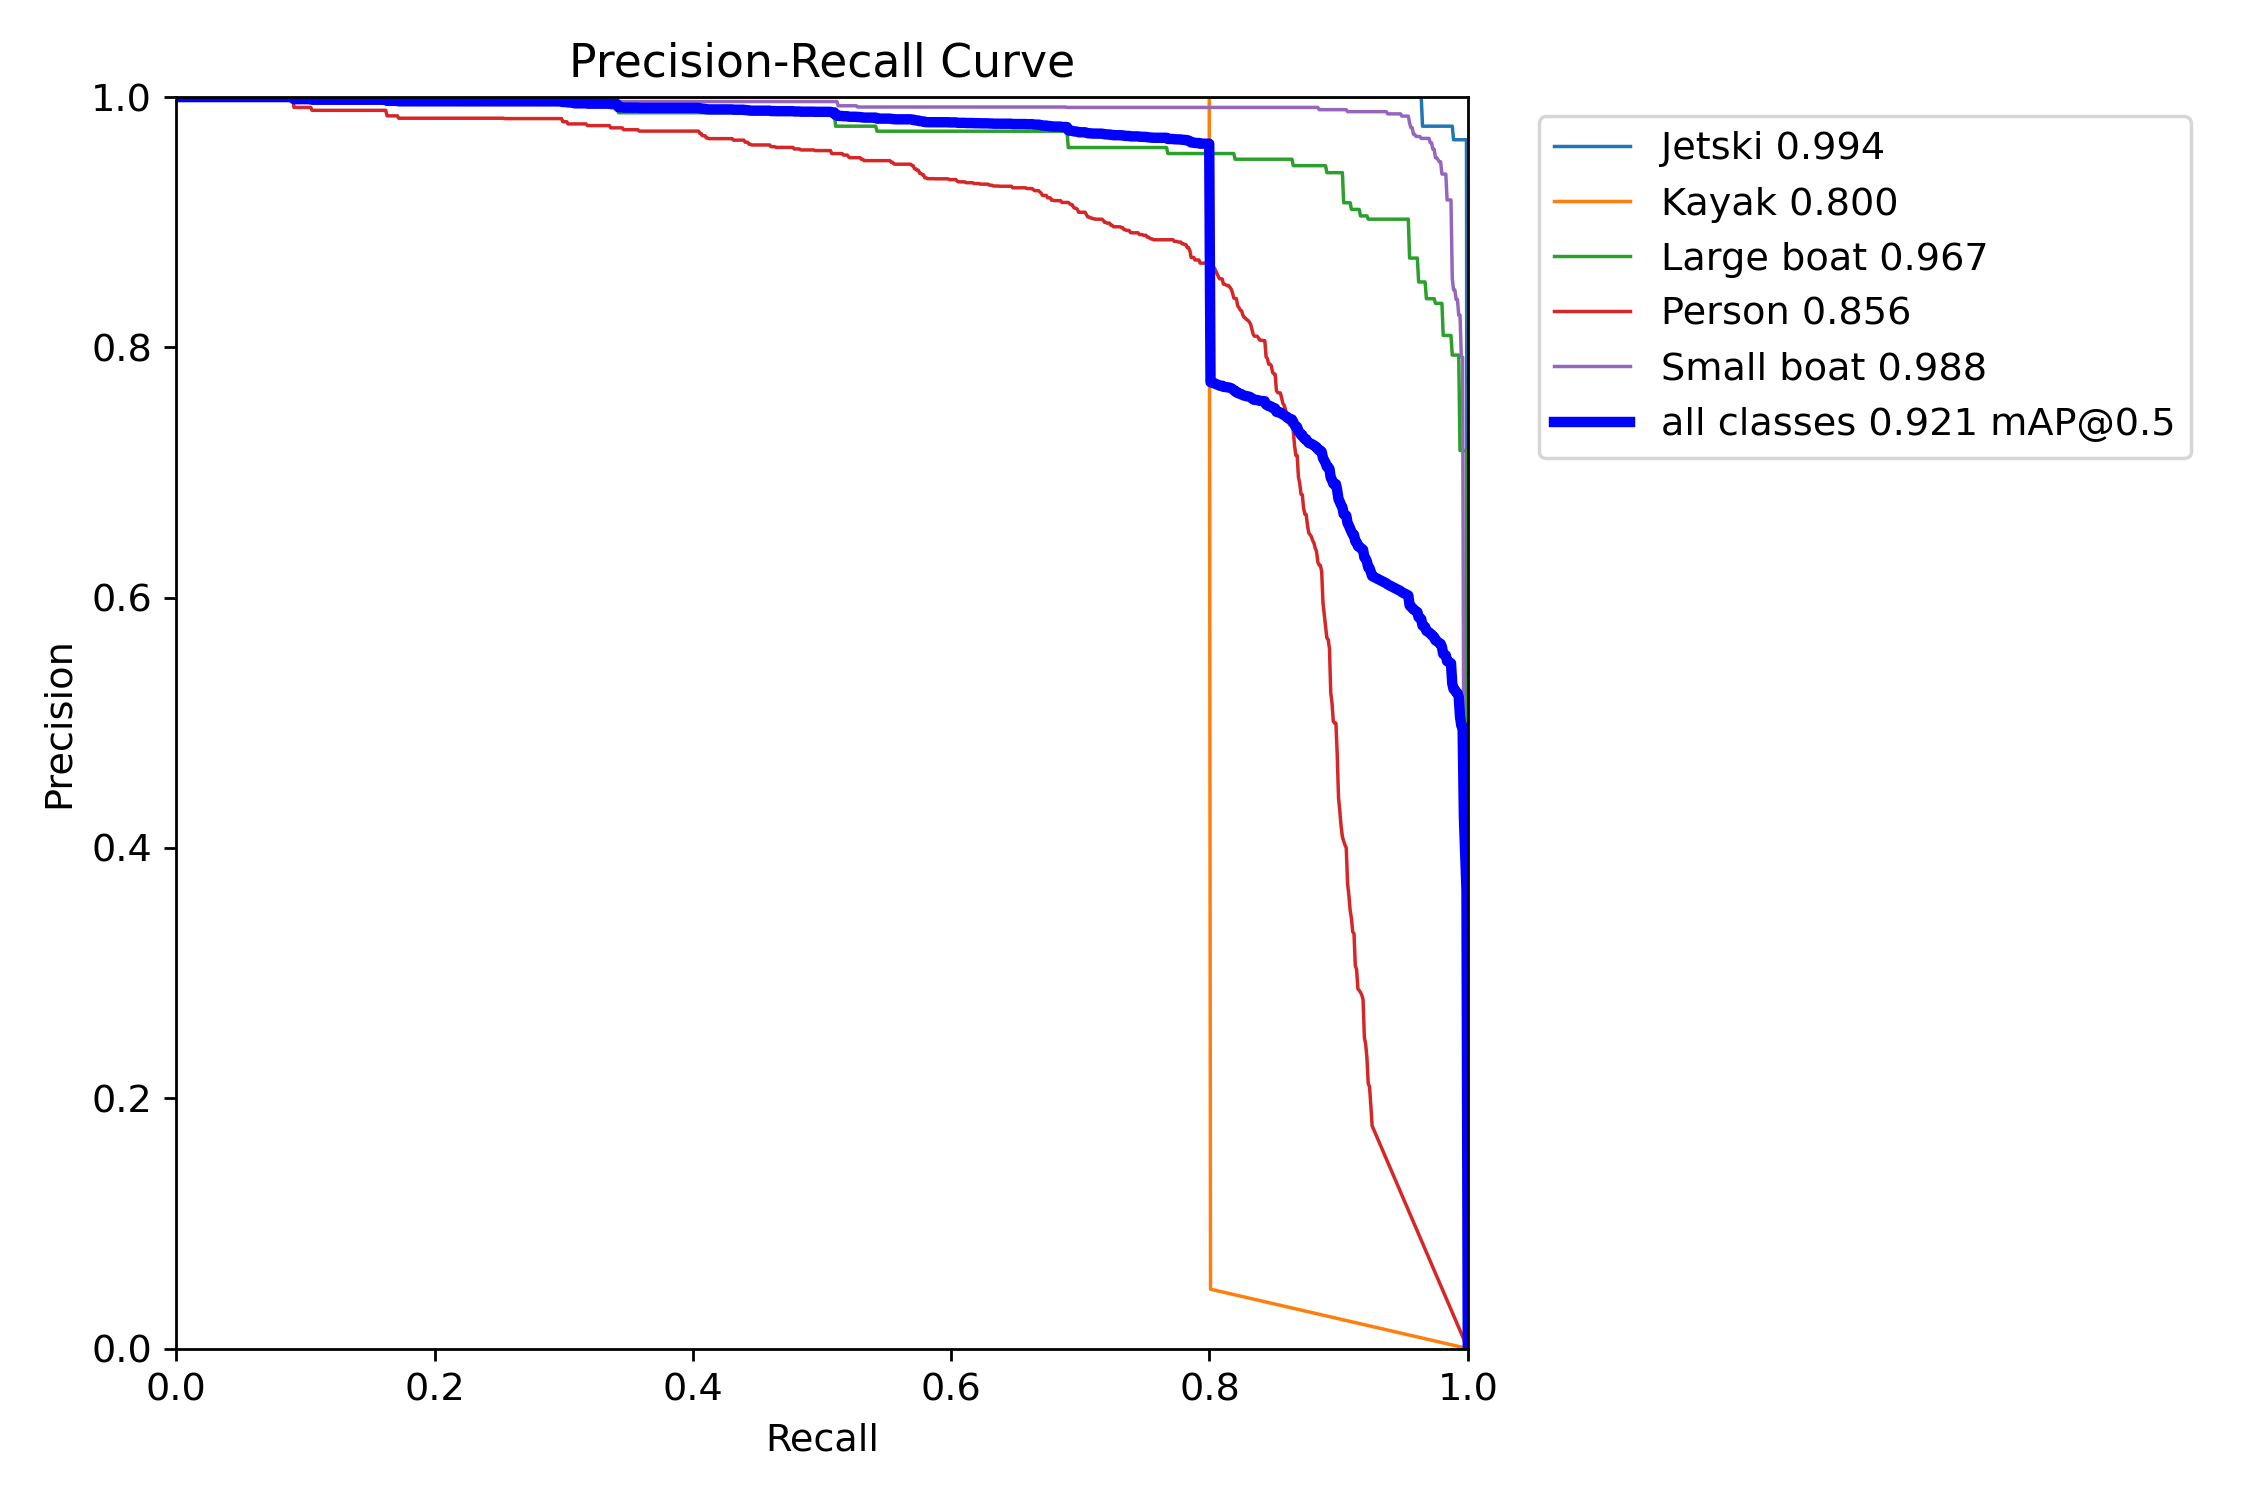 Precision-Recall Curve
1.0
0.8
0.6
0.4
0.2
0.0
Precision
0.0 0.2 0.4 0.6 0.8 1.0
Recall
Jetski 0.994
Kayak 0.800
Large boat 0.967
Person 0.856
Small boat 0.988
all classes 0.921 mAP@0.5